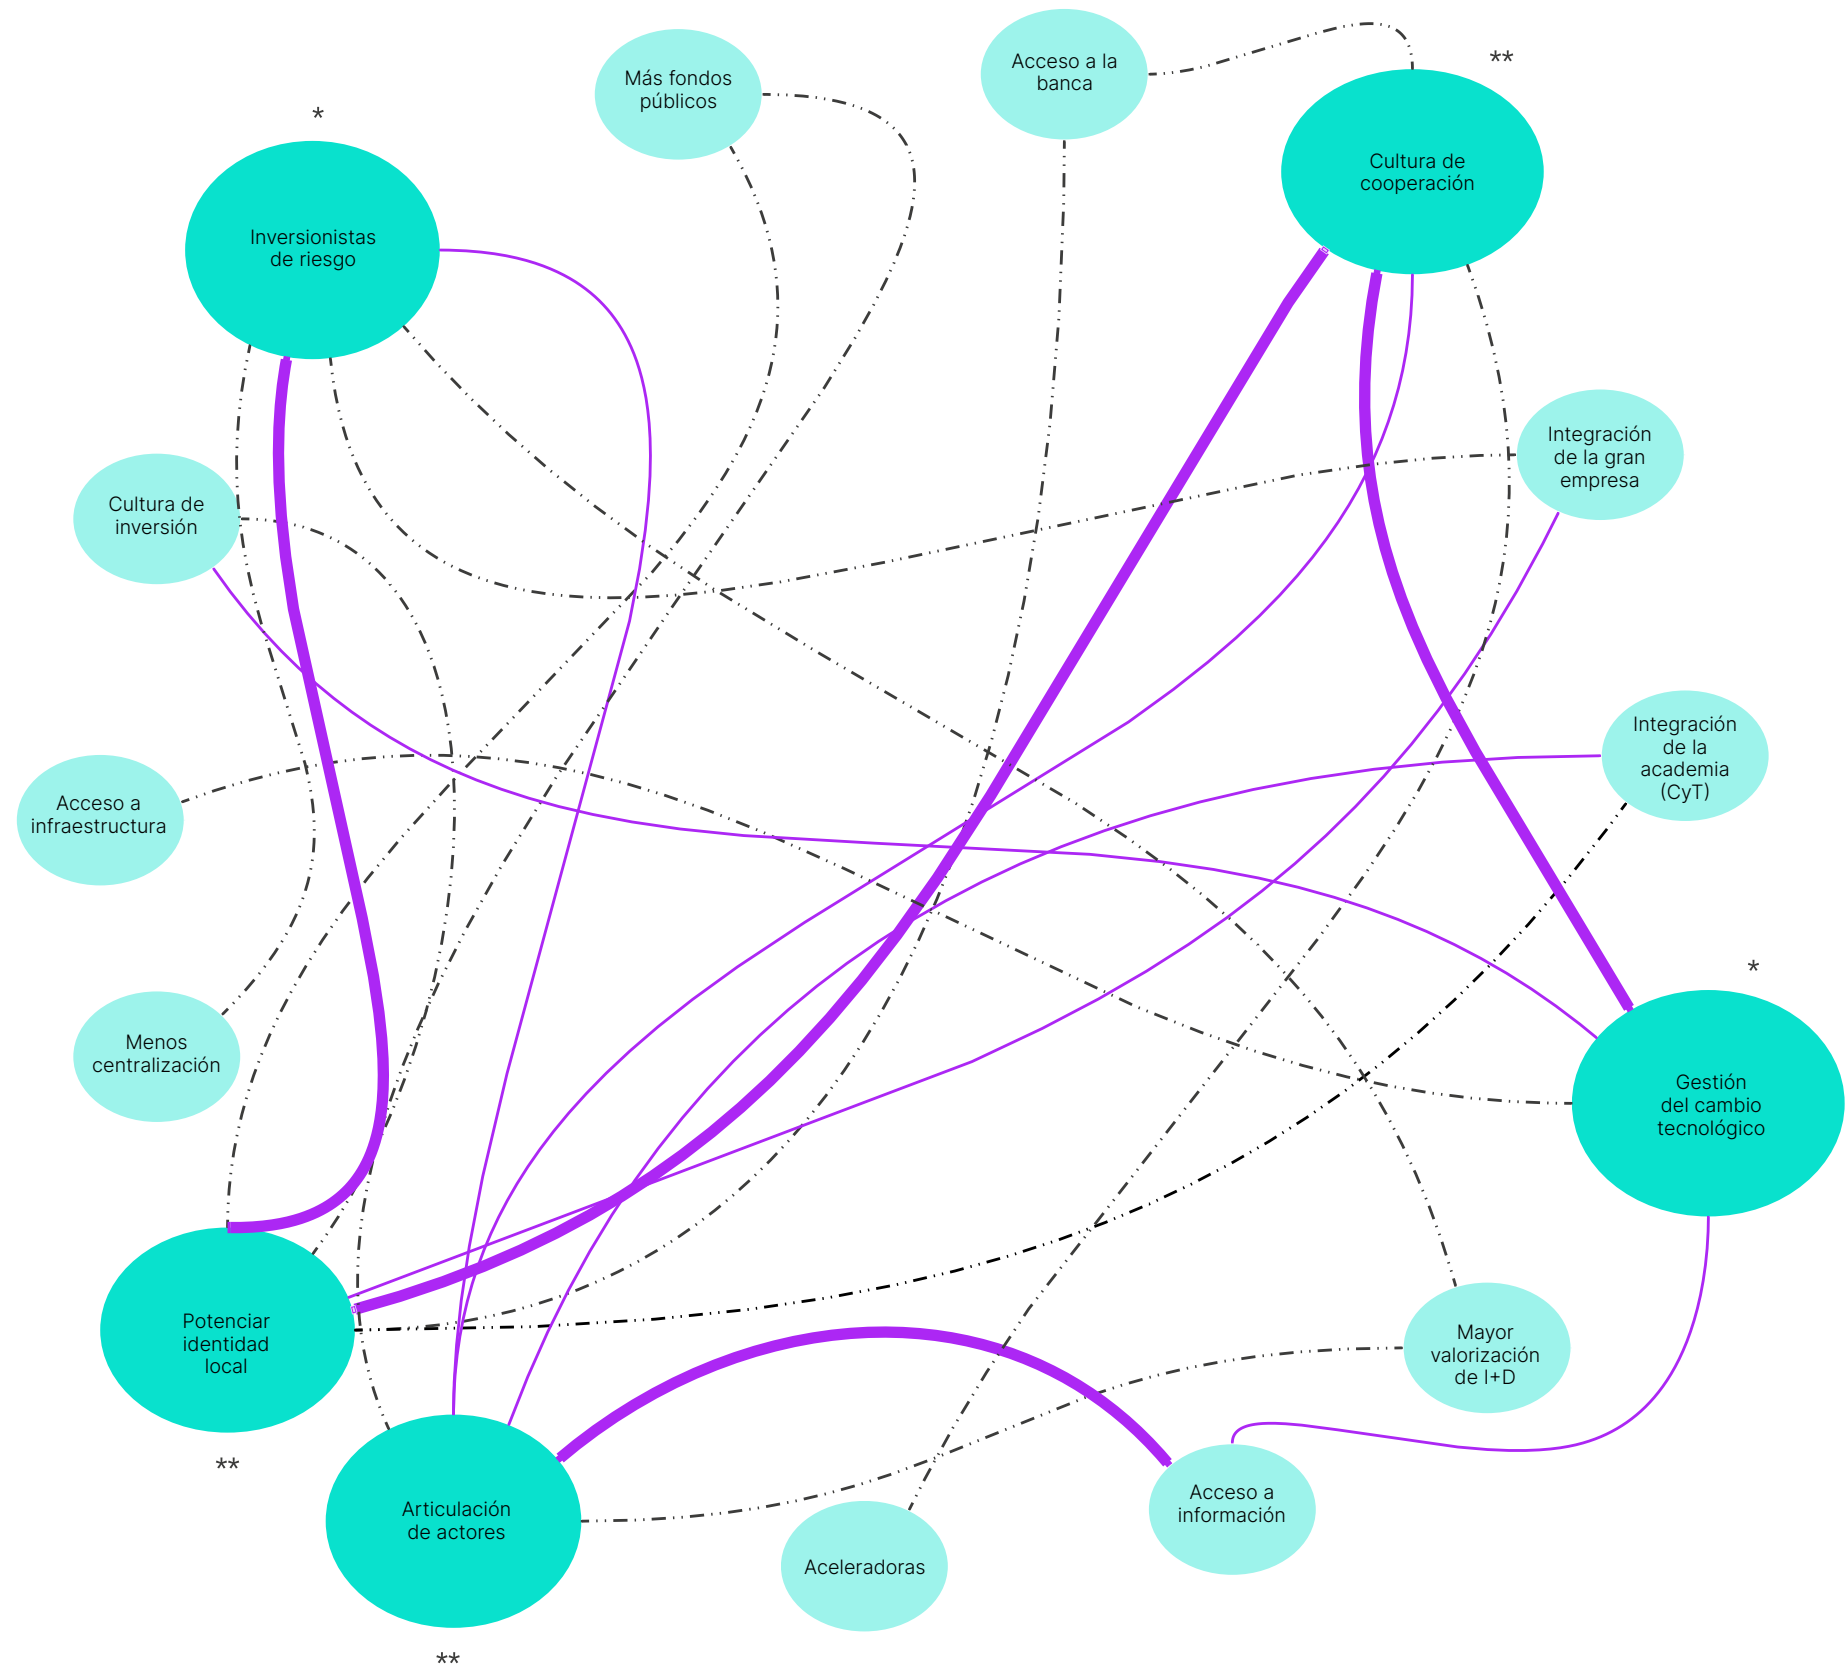 Acceso a la
banca
**
Más fondos
públicos
*
Cultura de
cooperación
Inversionistas
de riesgo
Integración
de la gran
empresa
Cultura de
inversión
Integración
de la
academia
(CyT)
Acceso a
infraestructura
*
Menos
centralización
Gestión
del cambio
tecnológico
Potenciar
identidad
local
Mayor
valorización
de I+D
**
Articulación
de actores
Acceso a
información
Aceleradoras
**